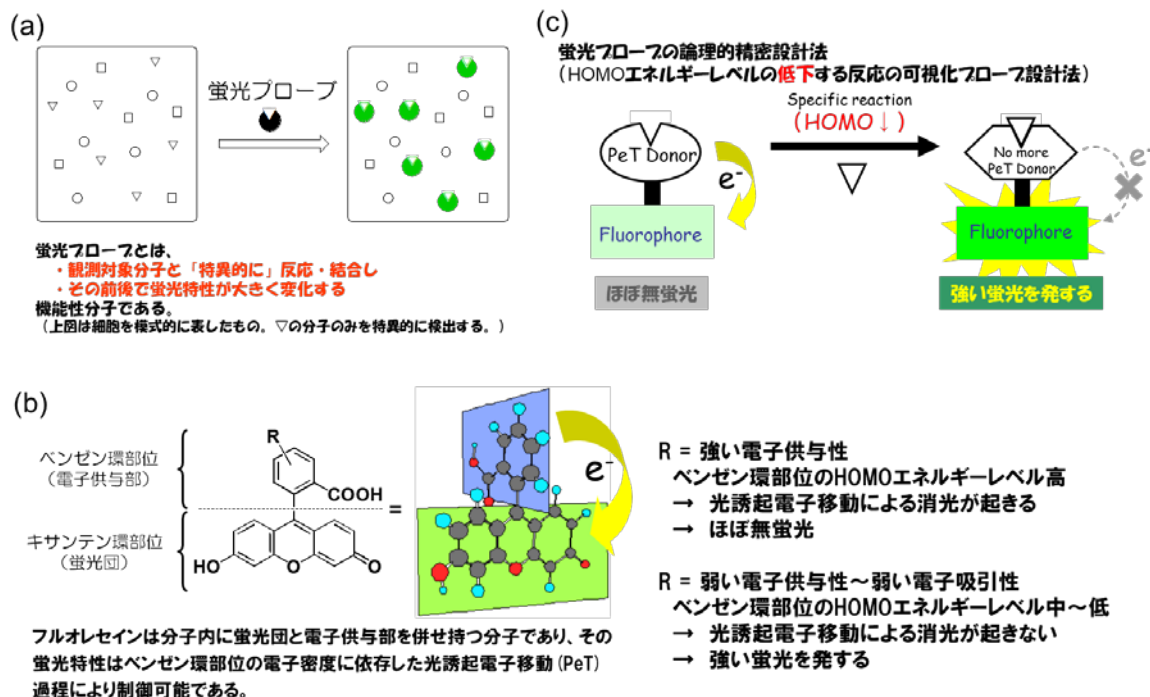 (a)
蛍光プローブ
蛍光プローブとは、
・観測対象分子と「特異的に」反応・結合し
・その前後で蛍光特性が大きく変化する
機能性分子である。
（上図は細胞を模式的に表したもの。▽の分子のみを特異的に検出する。）
(c)
蛍光プローブの論理的精密設計法
（HOMOエネルギーレベルの低下する反応の可視化プローブ設計法）
Specific reaction
(HOMO↓)
PeT Donor
e⁻
Fluorophore
ほぼ無蛍光
No more
PeT Donor
e⁻
Fluorophore
強い蛍光を発する
(b)
ベンゼン環部位
（電子供与部）
キサンテン環部位
（蛍光団）
R
COOH
HO
O
O
=
e⁻
フルオレセインは分子内に蛍光団と電子供与部を併せ持つ分子であり、その
蛍光特性はベンゼン環部位の電子密度に依存した光誘起電子移動(PeT)
過程により制御可能である。
R = 強い電子供与性
ベンゼン環部位のHOMOエネルギーレベル高
→ 光誘起電子移動による消光が起きる
→ ほぼ無蛍光
R = 弱い電子供与性～弱い電子吸引性
ベンゼン環部位のHOMOエネルギーレベル中～低
→ 光誘起電子移動による消光が起きない
→ 強い蛍光を発する